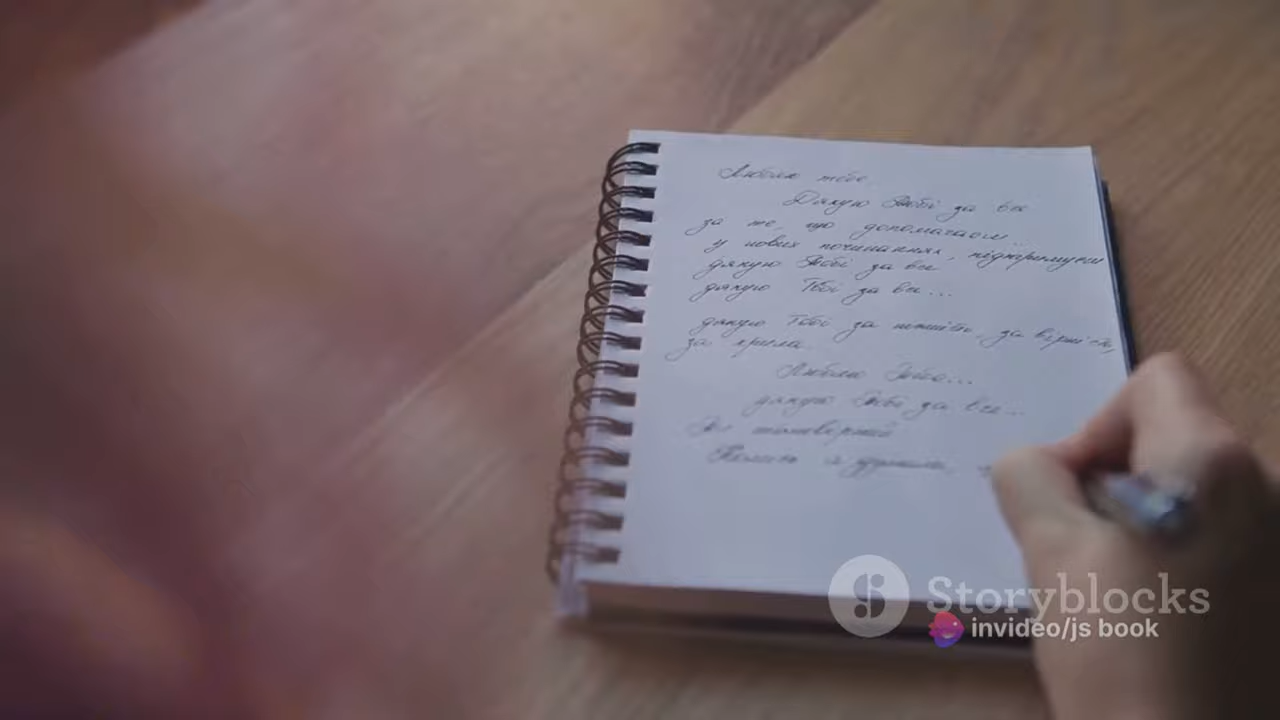 Люблю тебе
Дякую Тобі за все
за те, що допомагаєш...
у нових починаннях, підтримуєш
дякую Тобі за все
дякую Тобі за все...
дякую Тобі за ніжність, за вірність,
за крила
Люблю Тебе...
дякую Тобі за все...
Storyblocks
invideo/js book